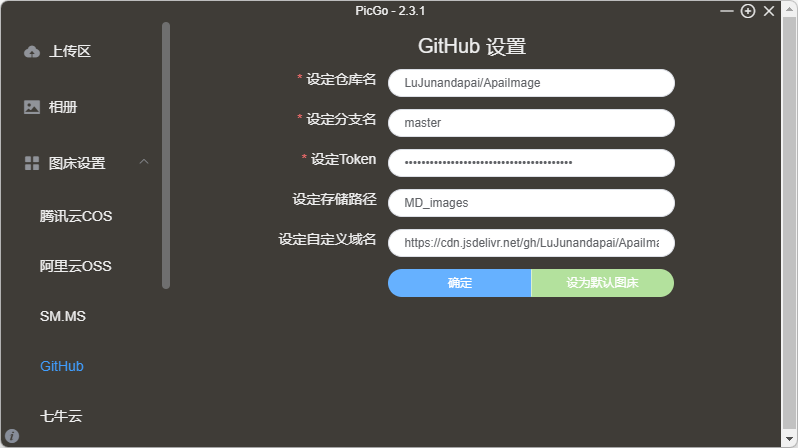 PicGo - 2.3.1
上传区
相册
图床设置
腾讯云COS
阿里云OSS
SM.MS
GitHub
七牛云
GitHub 设置
* 设定仓库名 LuJunandapai/ApaiImage
* 设定分支名 master
* 设定Token ••••••••••••••••••••••••••••••••••••••••
设定存储路径 MD_images
设定自定义域名 https://cdn.jsdelivr.net/gh/LuJunandapai/ApaiIma
确定 设为默认图床